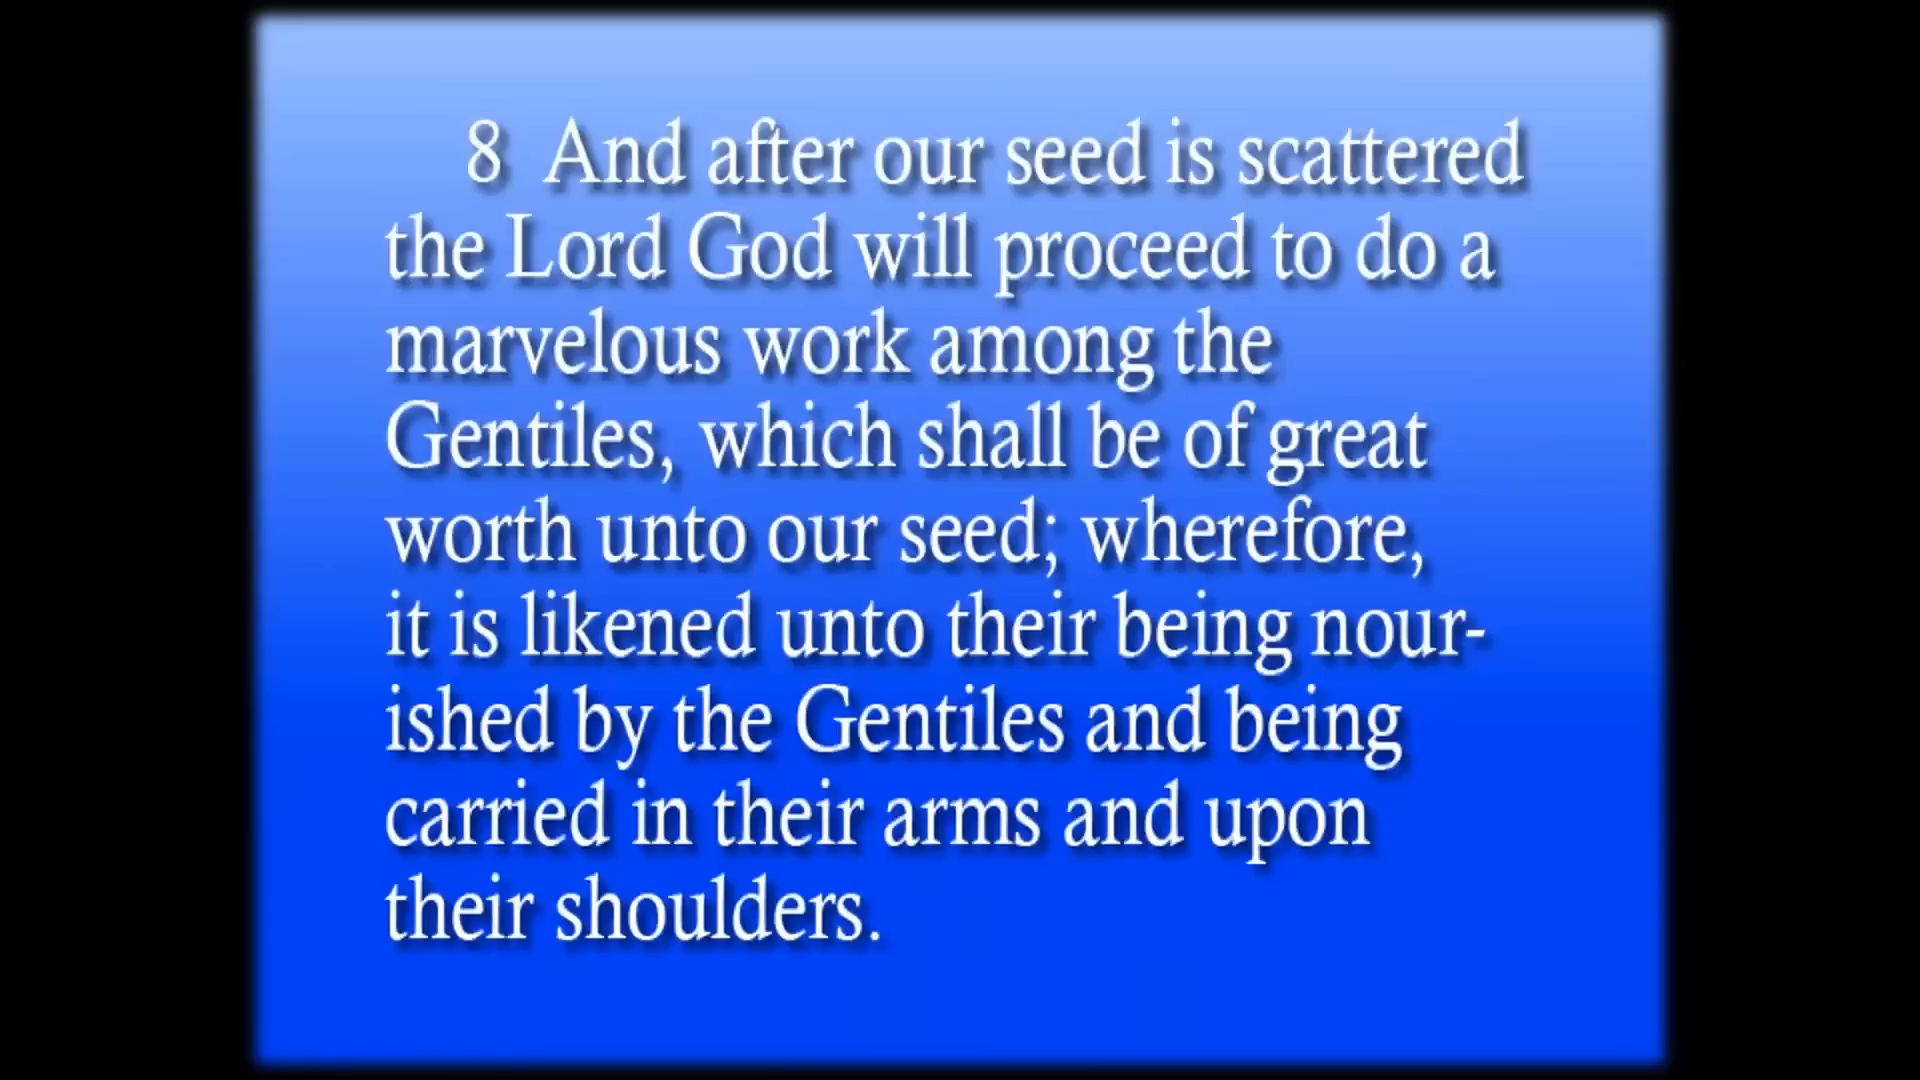 8 And after our seed is scattered
the Lord God will proceed to do a
marvelous work among the
Gentiles, which shall be of great
worth unto our seed; wherefore,
it is likened unto their being nour-
ished by the Gentiles and being
carried in their arms and upon
their shoulders.